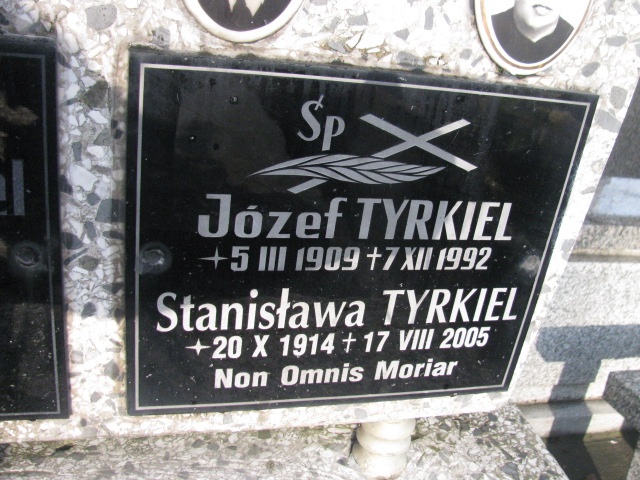 Śp
Józef TYRKIEL
5 III 1909 † 7 XII 1992
Stanisława TYRKIEL
20 X 1914 † 17 VIII 2005
Non Omnis Moriar